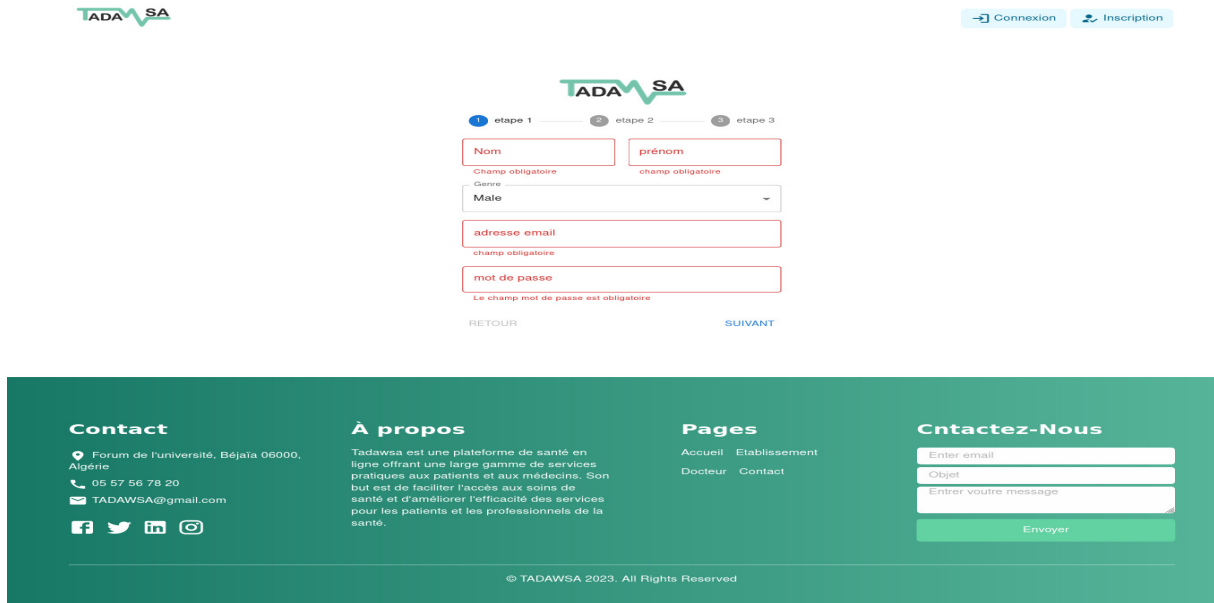 TADAWSA
Connexion Inscription
TADAWSA
1 etape 1 2 etape 2 3 etape 3
Nom prénom
Champ obligatoire champ obligatoire
Genre
Male
adresse email
champ obligatoire
mot de passe
Le champ mot de passe est obligatoire
RETOUR SUIVANT
Contact
Forum de l'université, Béjaïa 06000,
Algérie
05 57 56 78 20
TADAWSA@gmail.com
À propos
Tadawsa est une plateforme de santé en
ligne offrant une large gamme de services
pratiques aux patients et aux médecins. Son
but est de faciliter l'accès aux soins de
santé et d'améliorer l'efficacité des services
pour les patients et les professionnels de la
santé.
Pages
Accueil Etablissement
Docteur Contact
Cntactez-Nous
Enter email
Objet
Entrer voutre message
Envoyer
© TADAWSA 2023. All Rights Reserved